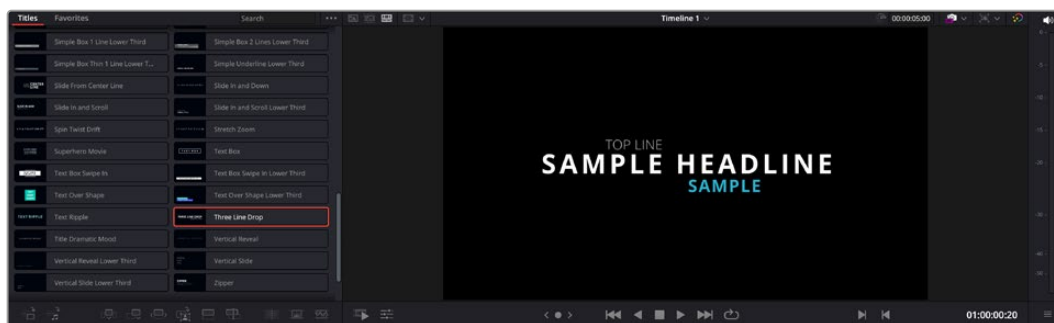 Titles Favorites Search
Timeline 1 00:00:05:00
Simple Box 1 Line Lower Third Simple Box 2 Lines Lower Third
Simple Box Thin 1 Line Lower T... Simple Underline Lower Third
Slide From Center Line Slide In and Down
Slide In and Scroll Slide In and Scroll Lower Third
Spin Twist Drift Stretch Zoom
Superhero Movie Text Box
Text Box Swipe In Text Box Swipe In Lower Third
Text Over Shape Text Over Shape Lower Third
TEXT RIPPLE Text Ripple Three Line Drop
Title Dramatic Mood Vertical Reveal
Vertical Reveal Lower Third Vertical Slide
Vertical Slide Lower Third Zipper
TOP LINE
SAMPLE HEADLINE
SAMPLE
01:00:00:20